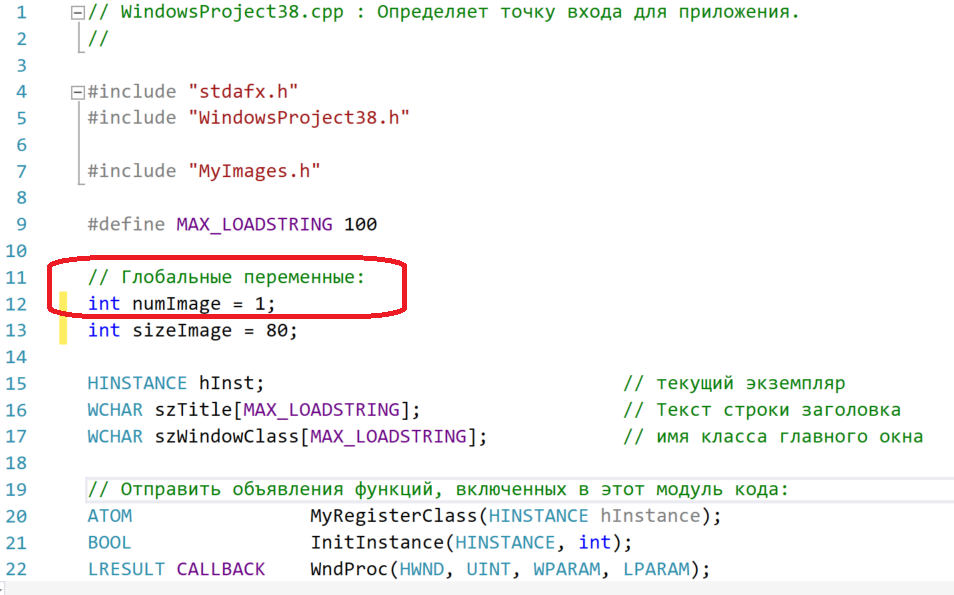 1 // WindowsProject38.cpp : Определяет точку входа для приложения.
2 //
3
4 #include "stdafx.h"
5 #include "WindowsProject38.h"
6
7 #include "MyImages.h"
8
9 #define MAX_LOADSTRING 100
10
11 // Глобальные переменные:
12 int numImage = 1;
13 int sizeImage = 80;
14
15 HINSTANCE hInst; // текущий экземпляр
16 WCHAR szTitle[MAX_LOADSTRING]; // Текст строки заголовка
17 WCHAR szWindowClass[MAX_LOADSTRING]; // имя класса главного окна
18
19 // Отправить объявления функций, включенных в этот модуль кода:
20 ATOM MyRegisterClass(HINSTANCE hInstance);
21 BOOL InitInstance(HINSTANCE, int);
22 LRESULT CALLBACK WndProc(HWND, UINT, WPARAM, LPARAM);